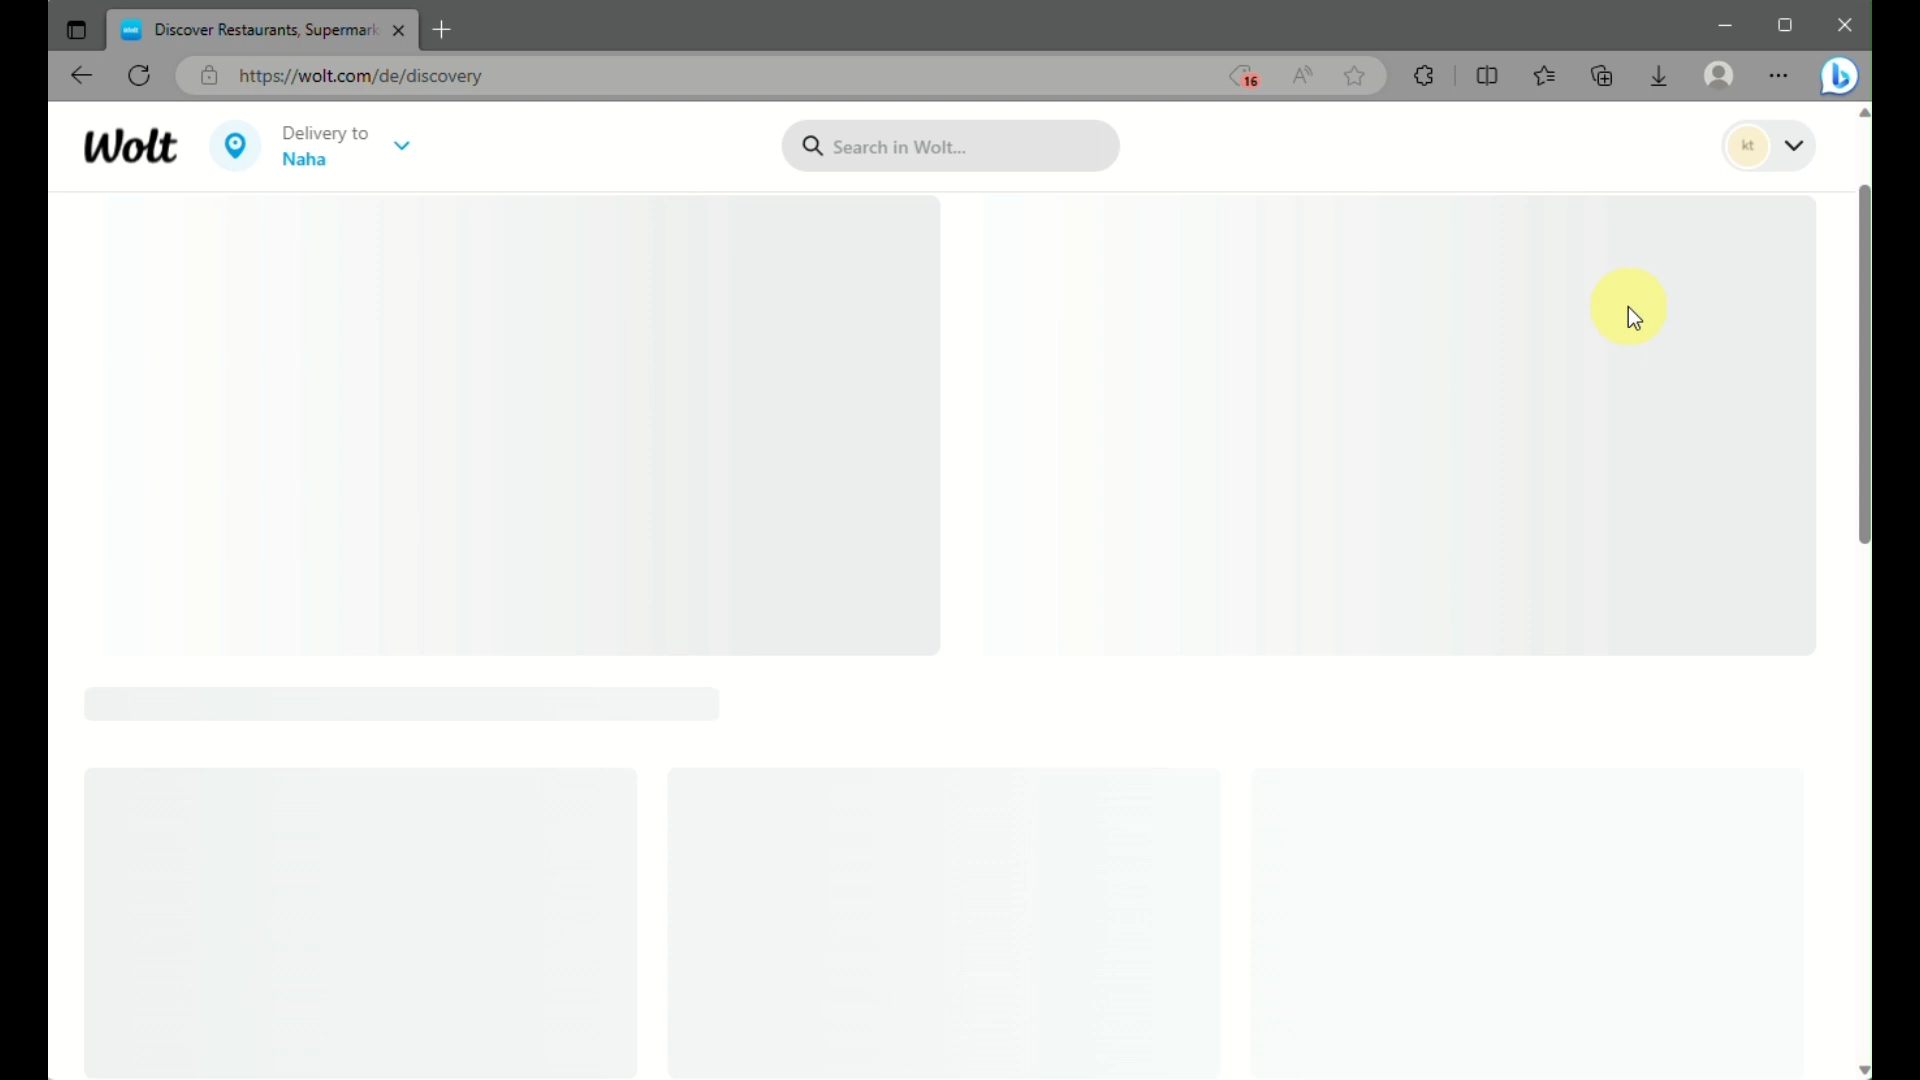 Discover Restaurants, Supermark
https://wolt.com/de/discovery
16
A
Wolt
Delivery to
Naha
Search in Wolt...
kt